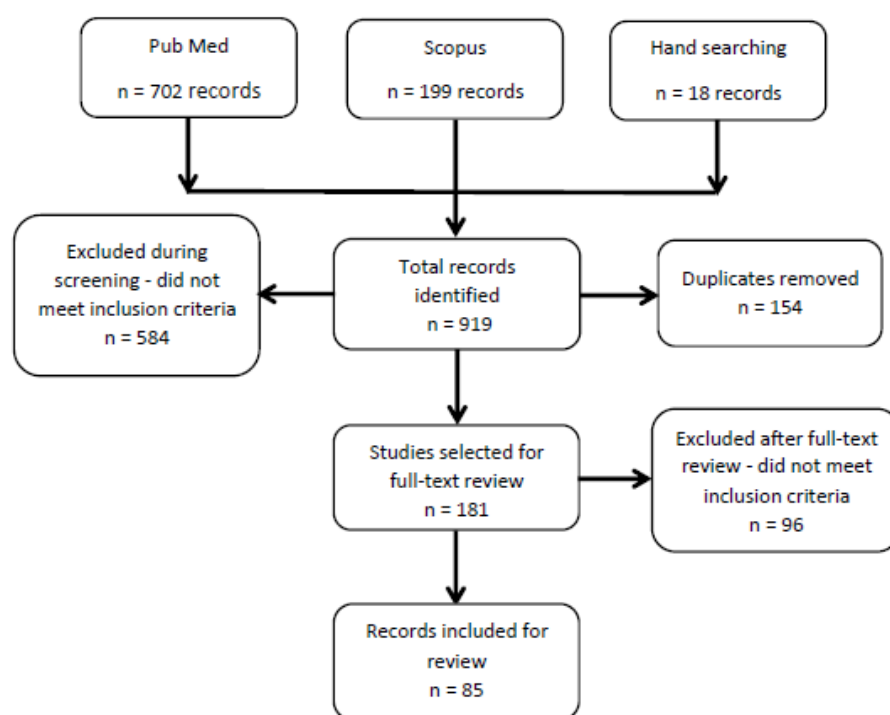 Pub Med
n = 702 records
Scopus
n = 199 records
Hand searching
n = 18 records
Excluded during
screening - did not
meet inclusion criteria
n = 584
Total records
identified
n = 919
Duplicates removed
n = 154
Studies selected for
full-text review
n = 181
Excluded after full-text
review - did not meet
inclusion criteria
n = 96
Records included for
review
n = 85